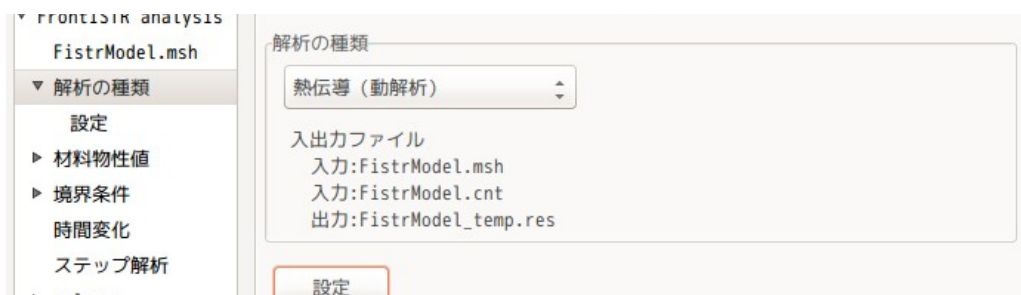 FrontISTR analysis
FistrModel.msh
解析の種類
設定
材料物性値
境界条件
時間変化
ステップ解析
解析の種類
熱伝導（動解析）
入出力ファイル
入力:FistrModel.msh
入力:FistrModel.cnt
出力:FistrModel_temp.res
設定